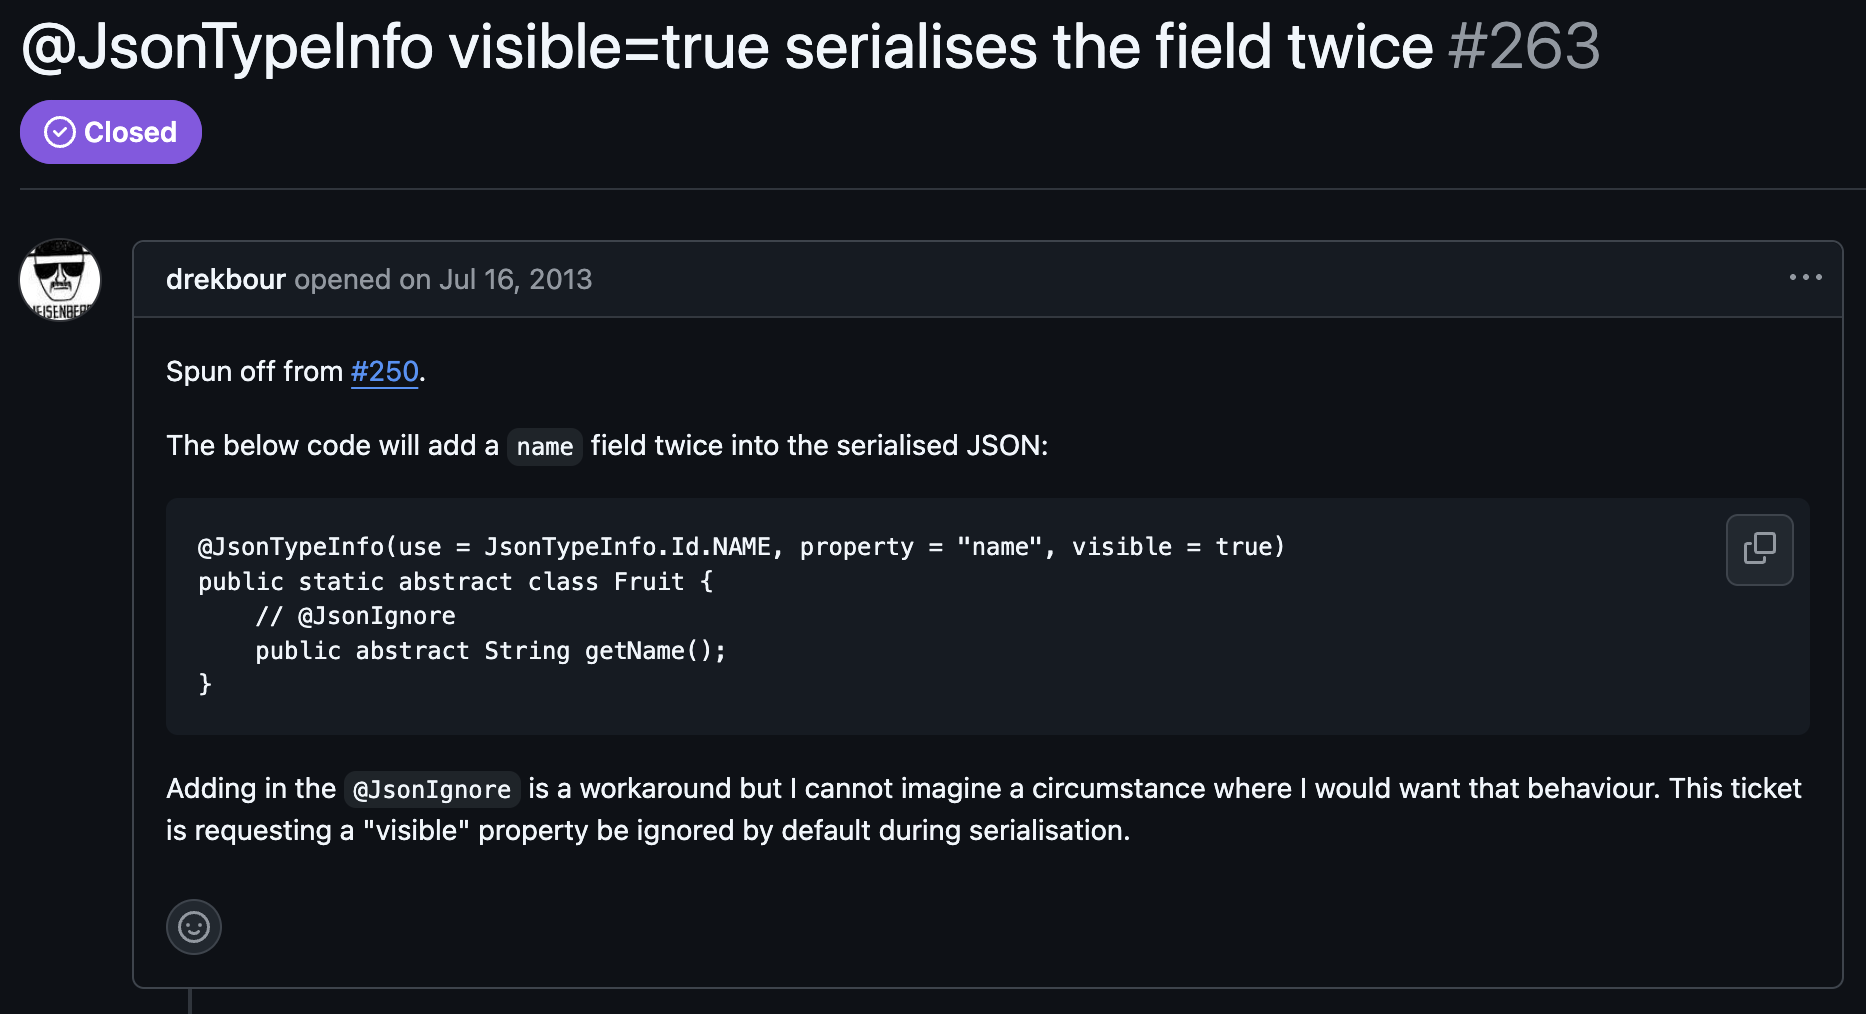 @JsonTypeInfo visible=true serialises the field twice #263
Closed
drekbour opened on Jul 16, 2013
Spun off from #250.
The below code will add a name field twice into the serialised JSON:
@JsonTypeInfo(use = JsonTypeInfo.Id.NAME, property = "name", visible = true)
public static abstract class Fruit {
    // @JsonIgnore
    public abstract String getName();
}
Adding in the @JsonIgnore is a workaround but I cannot imagine a circumstance where I would want that behaviour. This ticket
is requesting a "visible" property be ignored by default during serialisation.